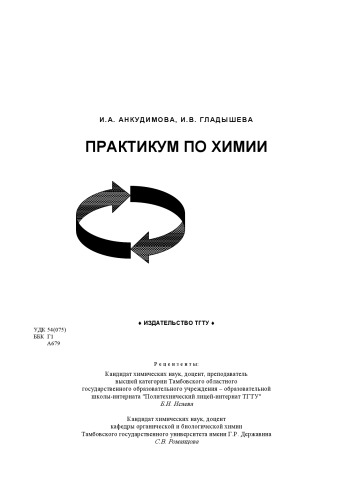 И.А. АНКУДИМОВА, И.В. ГЛАДЫШЕВА
ПРАКТИКУМ ПО ХИМИИ
♦ ИЗДАТЕЛЬСТВО ТГТУ ♦
УДК 54(075)
ББК Г1
А679
Рецензенты:
Кандидат химических наук, доцент, преподаватель
высшей категории Тамбовского областного
государственного образовательного учреждения – образовательной
школы-интерната "Политехнический лицей-интернат ТГТУ"
Б.И. Исаева
Кандидат химических наук, доцент
кафедры органической и биологической химии
Тамбовского государственного университета имени Г.Р. Державина
С.В. Романцова